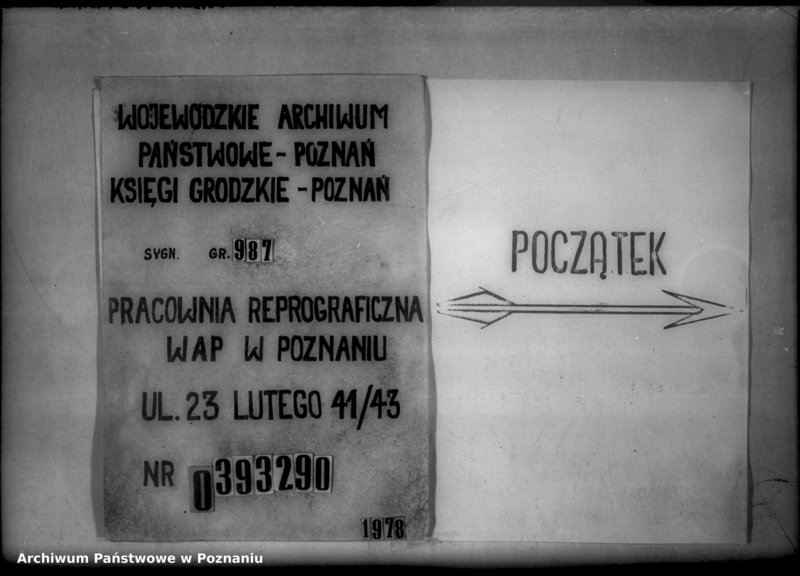 WOJEWÓDZKIE ARCHIWUM
PAŃSTWOWE - POZNAŃ
KSIĘGI GRODZKIE - POZNAŃ
SYGN. GR. 987
PRACOWNIA REPROGRAFICZNA
WAP W POZNANIU
UL. 23 LUTEGO 41/43
NR 0393290
1978
POCZĄTEK
Archiwum Państwowe w Poznaniu